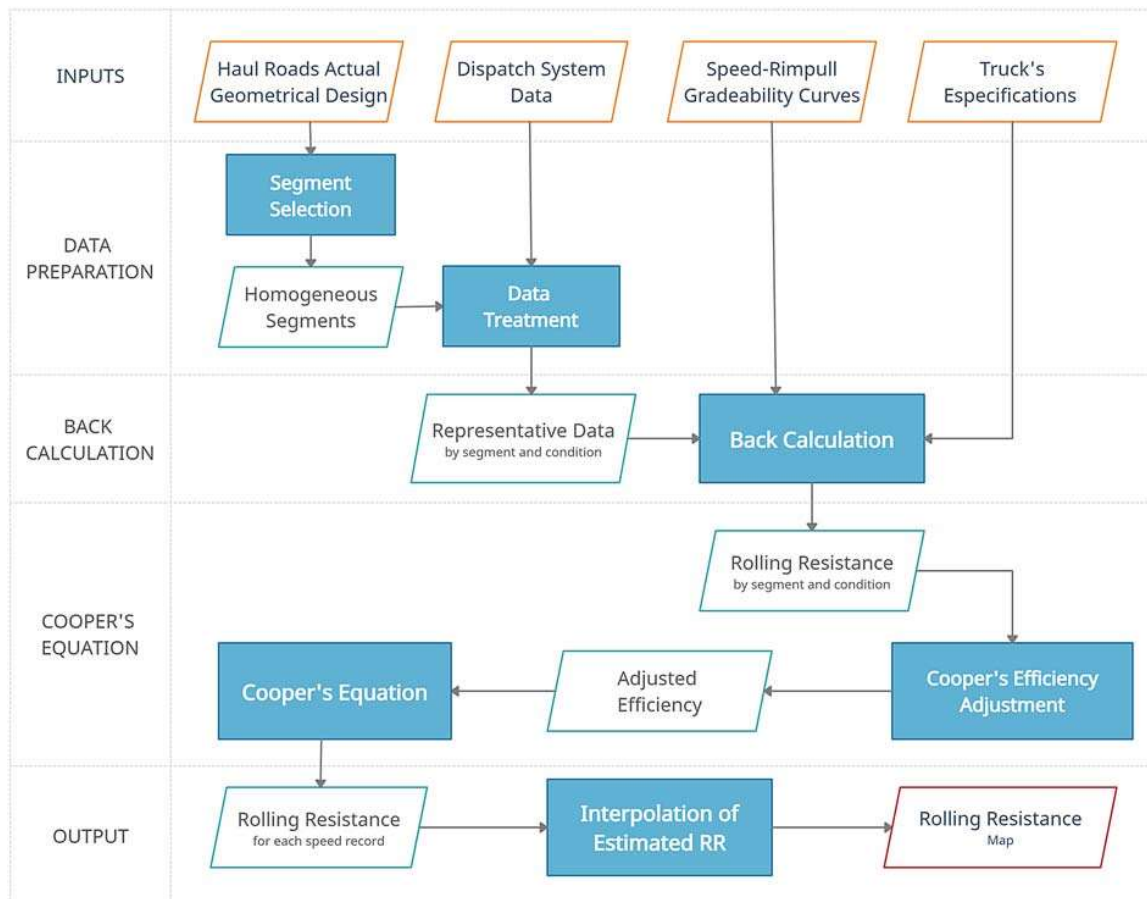 INPUTS
Haul Roads Actual
Geometrical Design
Dispatch System
Data
Speed-Rimpull
Gradeability Curves
Truck's
Especifications
DATA
PREPARATION
Segment
Selection
Homogeneous
Segments
Data
Treatment
BACK
CALCULATION
Representative Data
by segment and condition
Back Calculation
COOPER'S
EQUATION
Rolling Resistance
by segment and condition
Cooper's Equation
Adjusted
Efficiency
Cooper's Efficiency
Adjustment
OUTPUT
Rolling Resistance
for each speed record
Interpolation of
Estimated RR
Rolling Resistance
Map